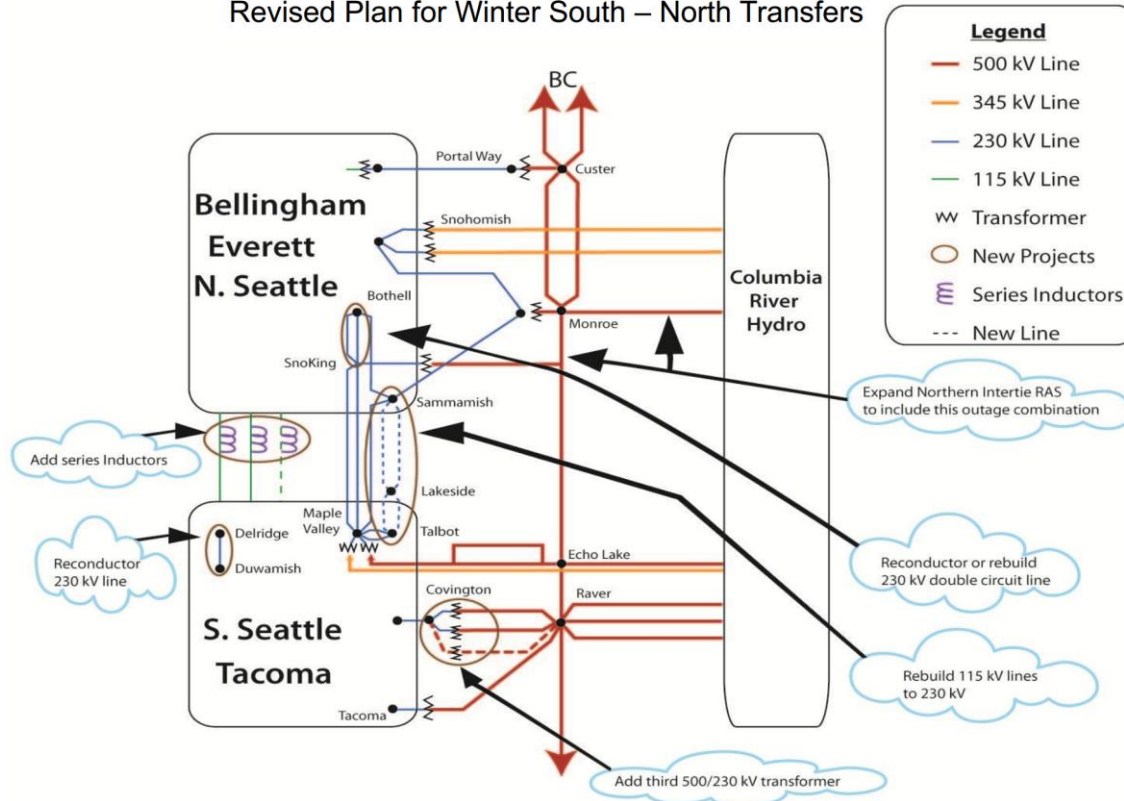 Revised Plan for Winter South – North Transfers
Legend
500 kV Line
345 kV Line
230 kV Line
115 kV Line
Transformer
New Projects
Series Inductors
New Line
BC
Portal Way
Custer
Bellingham
Everett
N. Seattle
Snohomish
Columbia
River
Hydro
Bothell
Monroe
SnoKing
Sammamish
Expand Northern Intertie RAS
to include this outage combination
Add series Inductors
Lakeside
Maple
Valley
Talbot
Delridge
Duwamish
Reconductor
230 kV line
Echo Lake
Reconductor or rebuild
230 kV double circuit line
Covington
Raver
S. Seattle
Tacoma
Rebuild 115 kV lines
to 230 kV
Tacoma
Add third 500/230 kV transformer